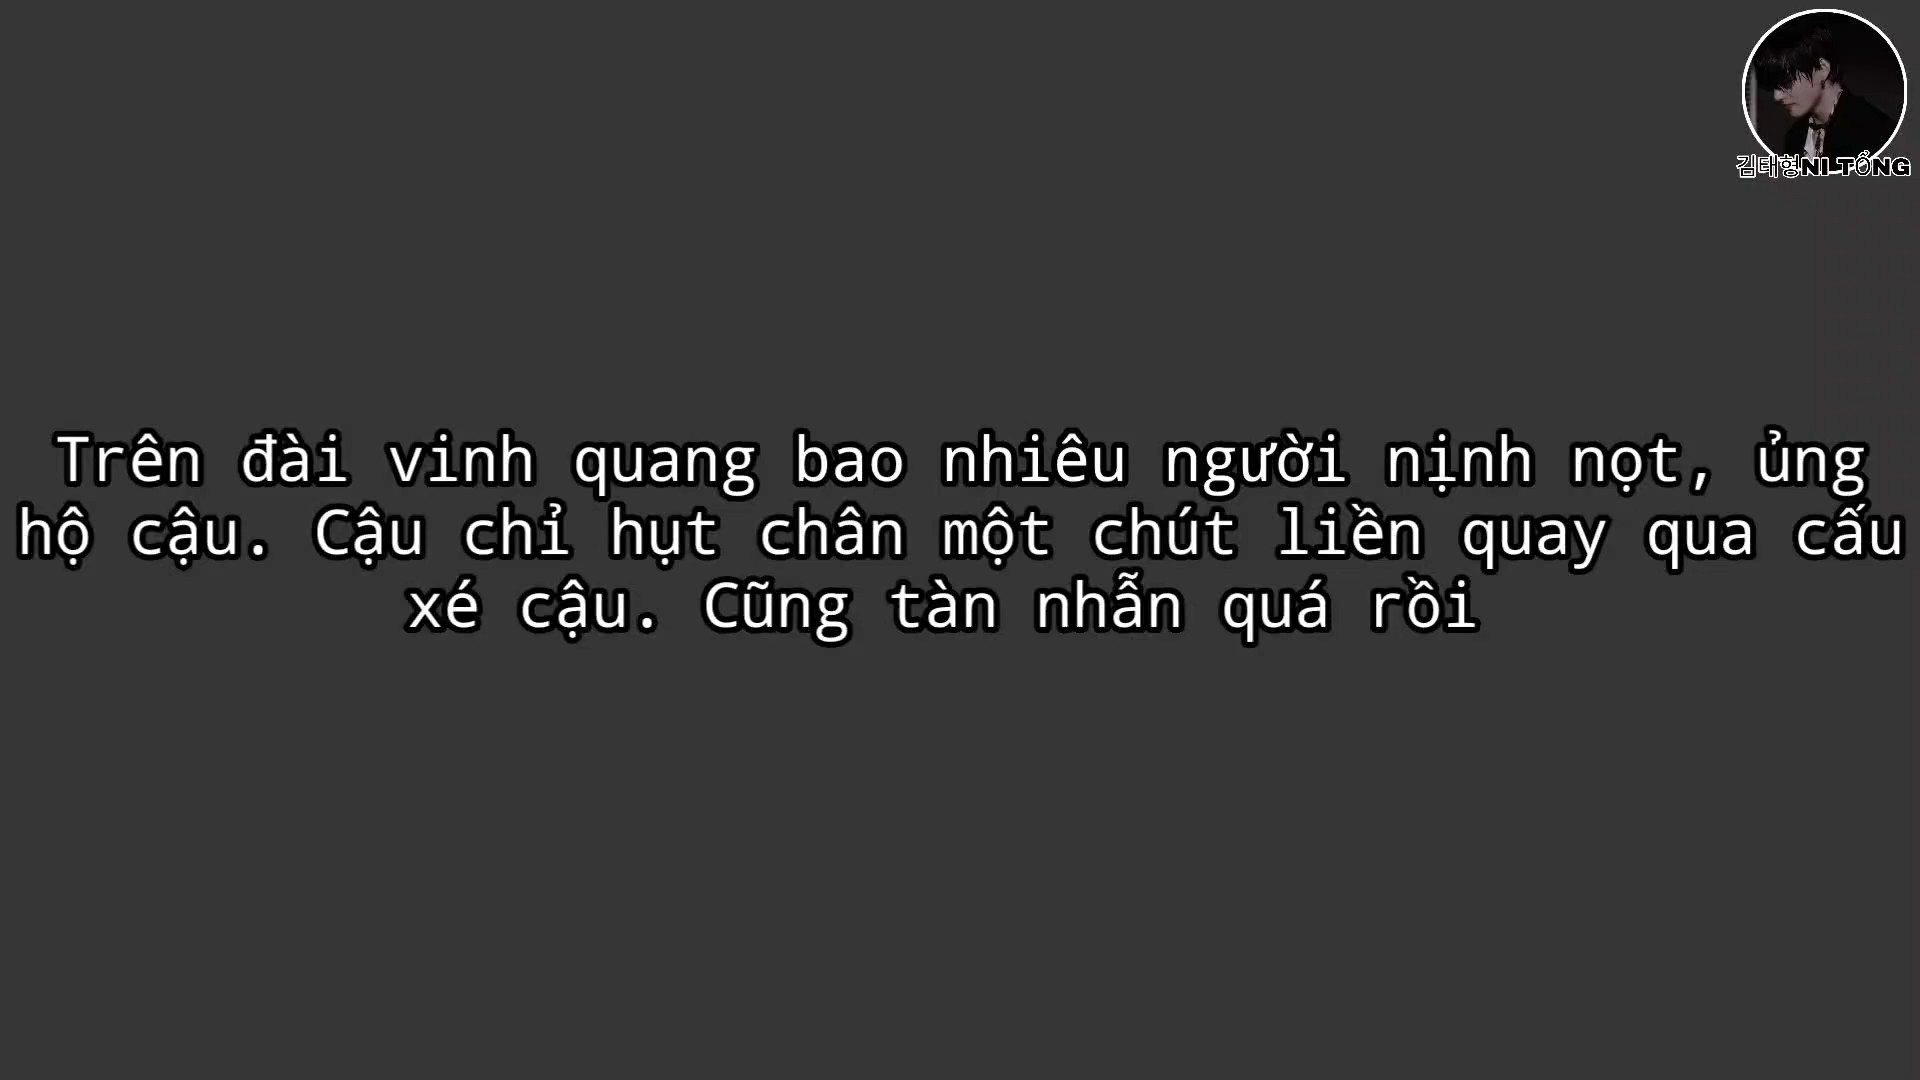 김태형NI TỔNG
Trên đài vinh quang bao nhiêu người nịnh nọt, ủng
hộ cậu. Cậu chỉ hụt chân một chút liền quay qua cấu
xé cậu. Cũng tàn nhẫn quá rồi